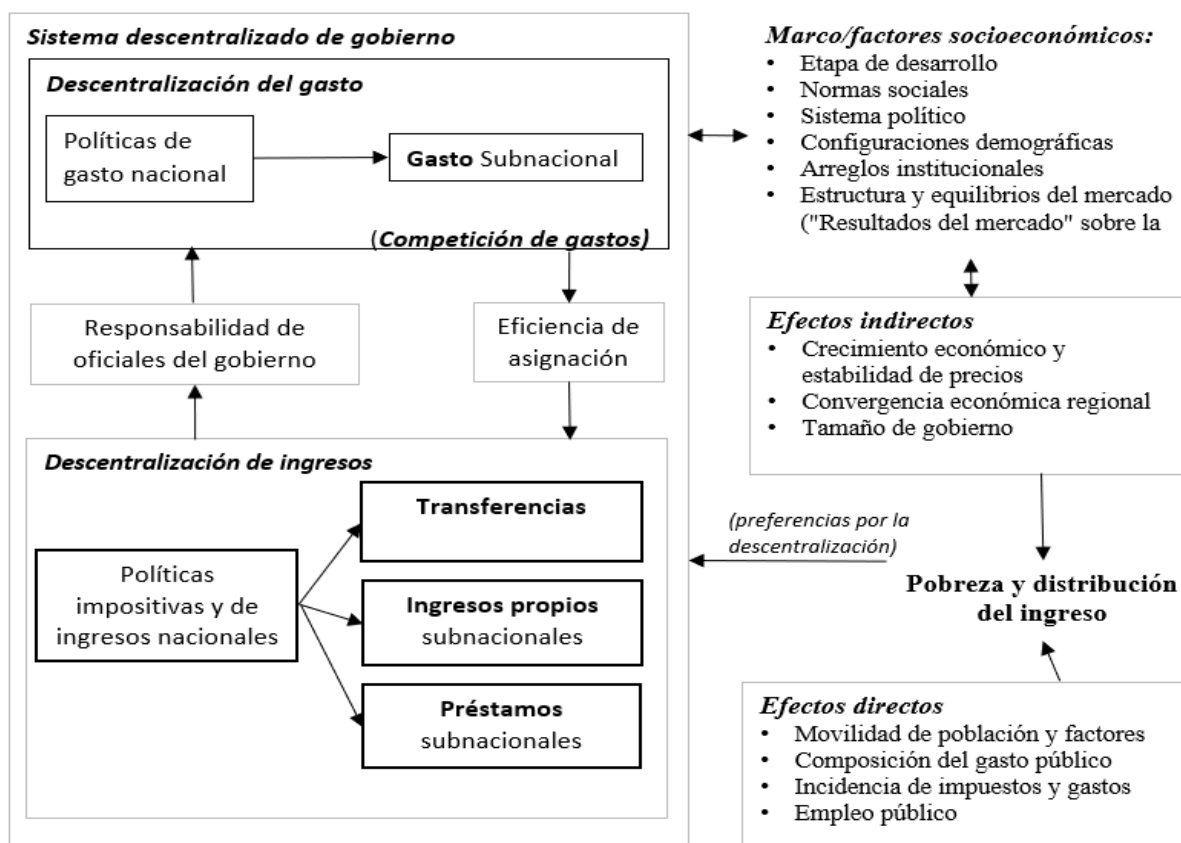 Sistema descentralizado de gobierno
Descentralización del gasto
Políticas de
gasto nacional
Gasto Subnacional
(Competición de gastos)
Responsabilidad de
oficiales del gobierno
Eficiencia de
asignación
Descentralización de ingresos
Políticas
impositivas y de
ingresos nacionales
Transferencias
Ingresos propios
subnacionales
Préstamos
subnacionales
Marco/factores socioeconómicos:
• Etapa de desarrollo
• Normas sociales
• Sistema político
• Configuraciones demográficas
• Arreglos institucionales
• Estructura y equilibrios del mercado
("Resultados del mercado" sobre la
Efectos indirectos
• Crecimiento económico y
estabilidad de precios
• Convergencia económica regional
• Tamaño de gobierno
(preferencias por la
descentralización)
Pobreza y distribución
del ingreso
Efectos directos
• Movilidad de población y factores
• Composición del gasto público
• Incidencia de impuestos y gastos
• Empleo público